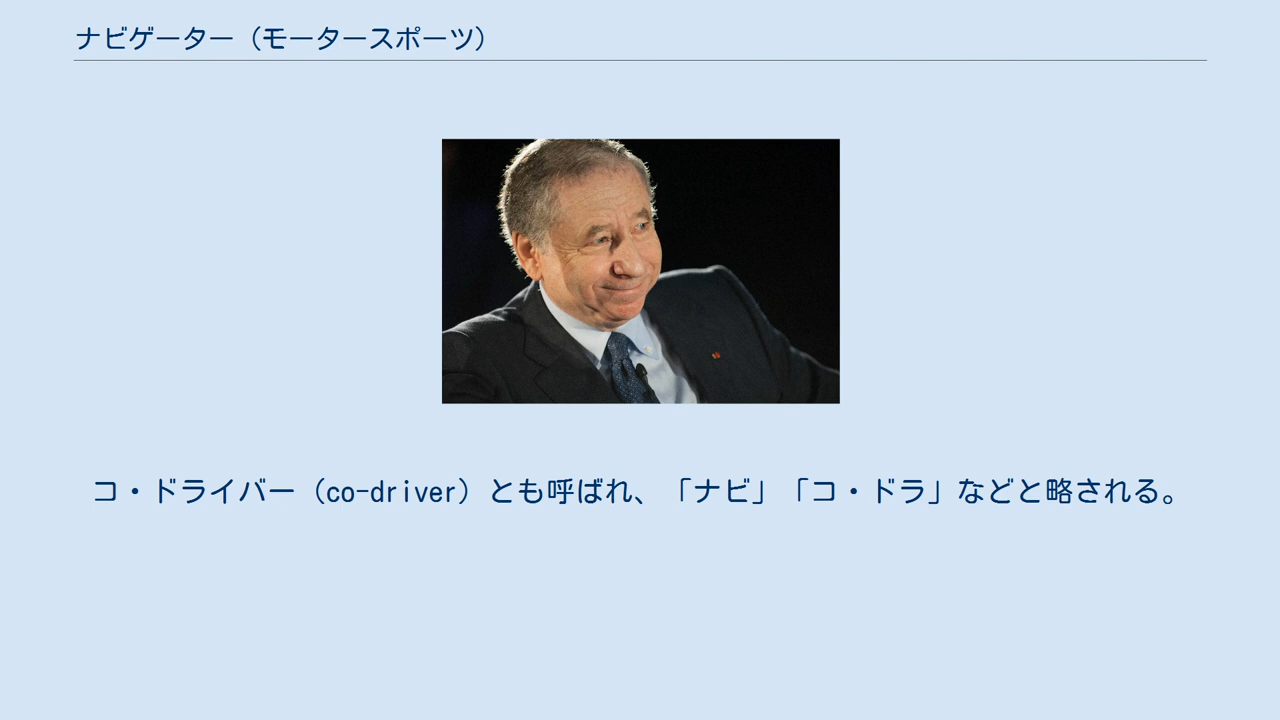 ナビゲーター（モータースポーツ）
コ・ドライバー（co-driver）とも呼ばれ、「ナビ」「コ・ドラ」などと略される。